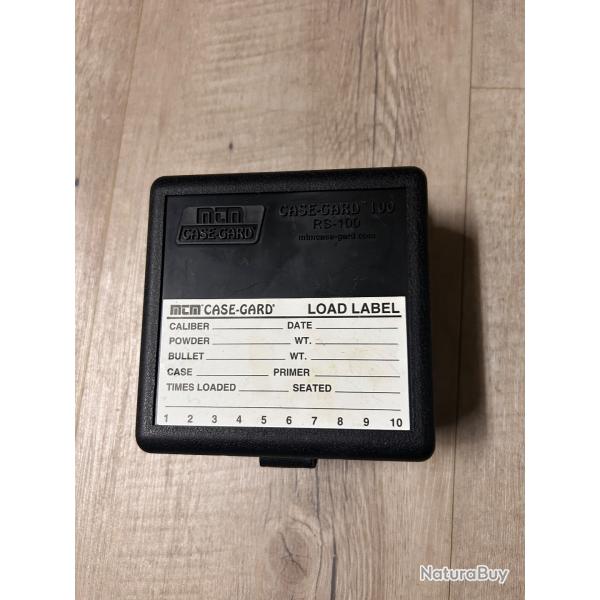 mtm CASE-GARD™ 100
CASE-GARD RS-100
mtmcase-gard.com
mtm® CASE-GARD® LOAD LABEL
CALIBER DATE
POWDER WT.
BULLET WT.
CASE PRIMER
TIMES LOADED SEATED
1 2 3 4 5 6 7 8 9 10
NaturaBuy